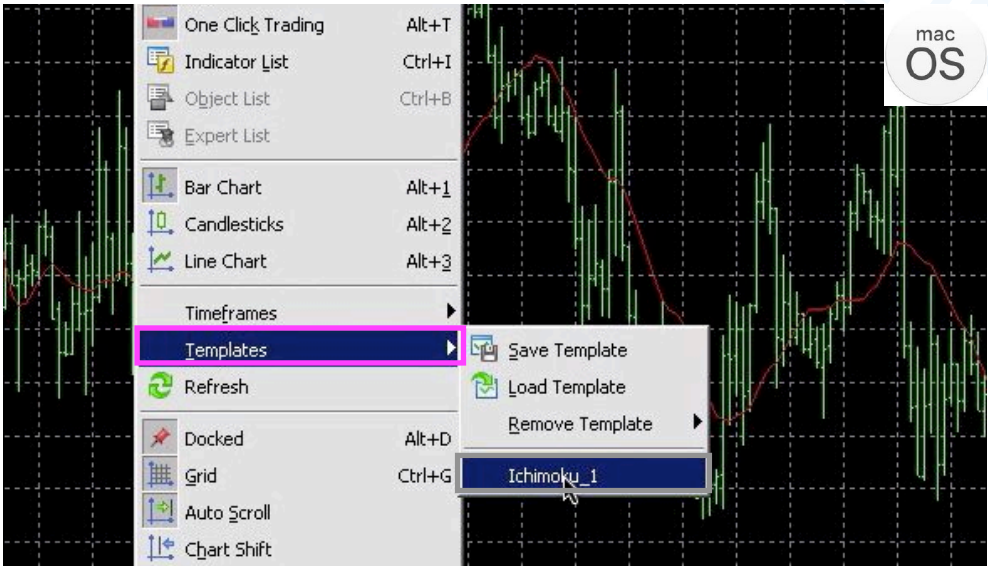 One Click Trading Alt+T
Indicator List Ctrl+I
Object List Ctrl+B
Expert List
Bar Chart Alt+1
Candlesticks Alt+2
Line Chart Alt+3
Timeframes
Templates
Refresh
Docked Alt+D
Grid Ctrl+G
Auto Scroll
Chart Shift
Save Template
Load Template
Remove Template
Ichimoku_1
mac
OS